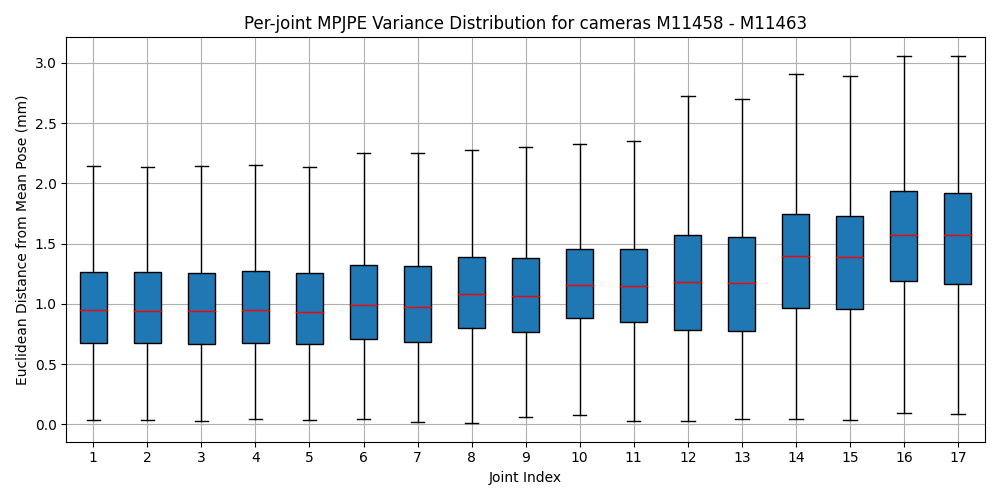 Per-joint MPJPE Variance Distribution for cameras M11458 - M11463
Euclidean Distance from Mean Pose (mm)
3.0
2.5
2.0
1.5
1.0
0.5
0.0
1 2 3 4 5 6 7 8 9 10 11 12 13 14 15 16 17
Joint Index